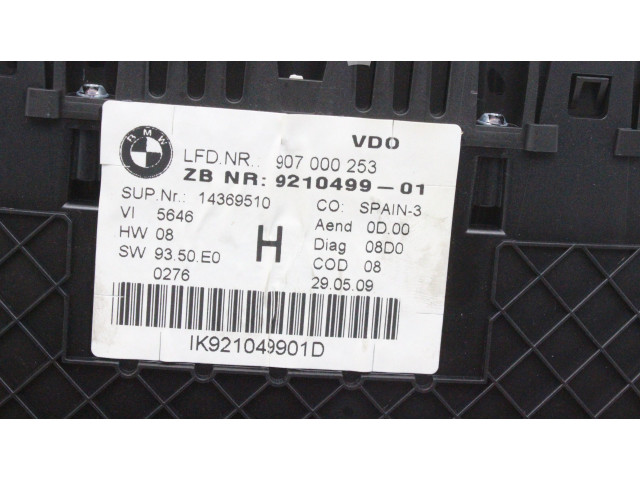 BMW
VDO
LFD.NR.: 907 000 253
ZB NR: 9210499-01
SUP.Nr.: 14369510 CO: SPAIN-3
VI 5646 Aend 0D.00
HW 08 H Diag 08D0
SW 93.50.E0 COD 08
0276 29.05.09
IK921049901D